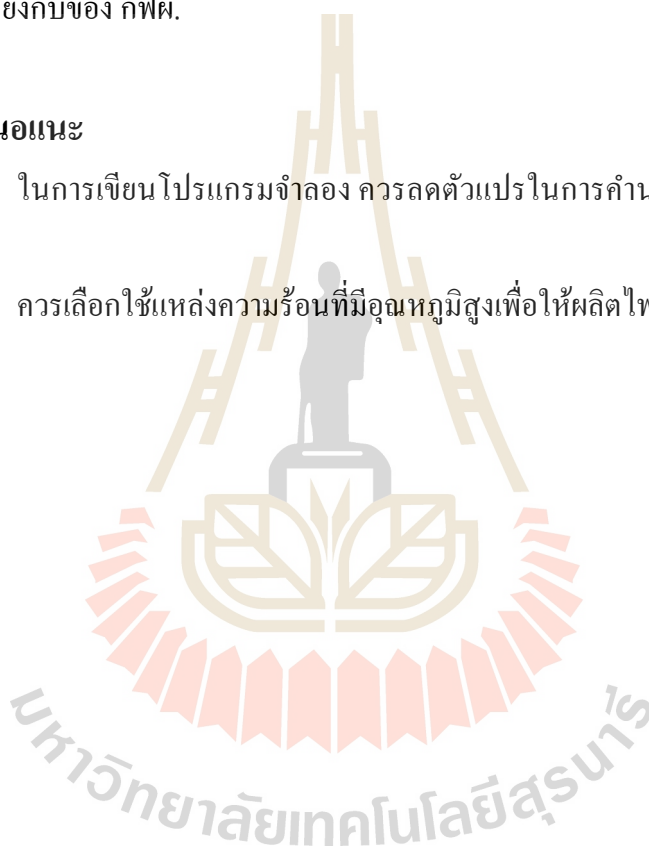 ยงกับของ กฟผ.
นอแนะ
ในการเขียนโปรแกรมจำลอง ควรลดตัวแปรในการคำน
ควรเลือกใช้แหล่งความร้อนที่มีอุณหภูมิสูงเพื่อให้ผลิตไฟ
มหาวิทยาลัยเทคโนโลยีสุรนารี